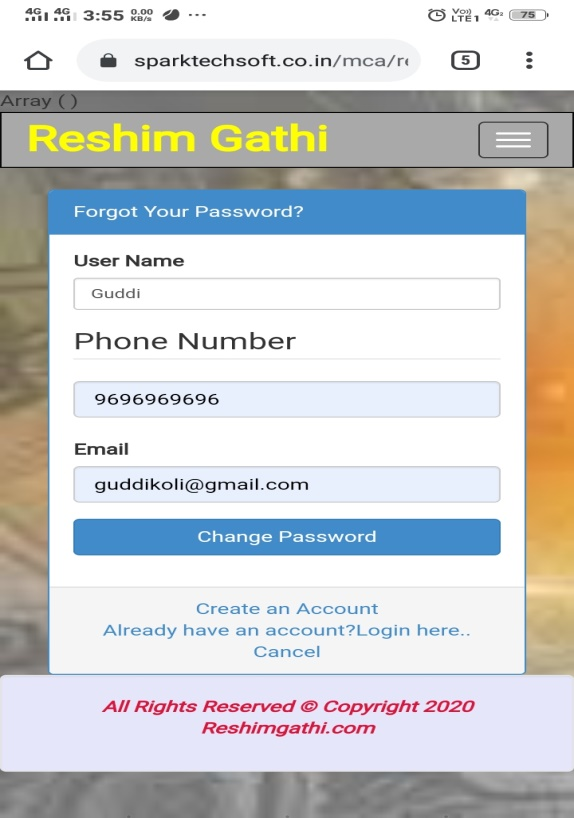 4G 4G 3:55 0.00 KB/s ... Vo) LTE1 4G2 75
sparktechsoft.co.in/mca/r
5
Array ( )
Reshim Gathi
Forgot Your Password?
User Name
Guddi
Phone Number
9696969696
Email
guddikoli@gmail.com
Change Password
Create an Account
Already have an account?Login here..
Cancel
All Rights Reserved © Copyright 2020
Reshimgathi.com